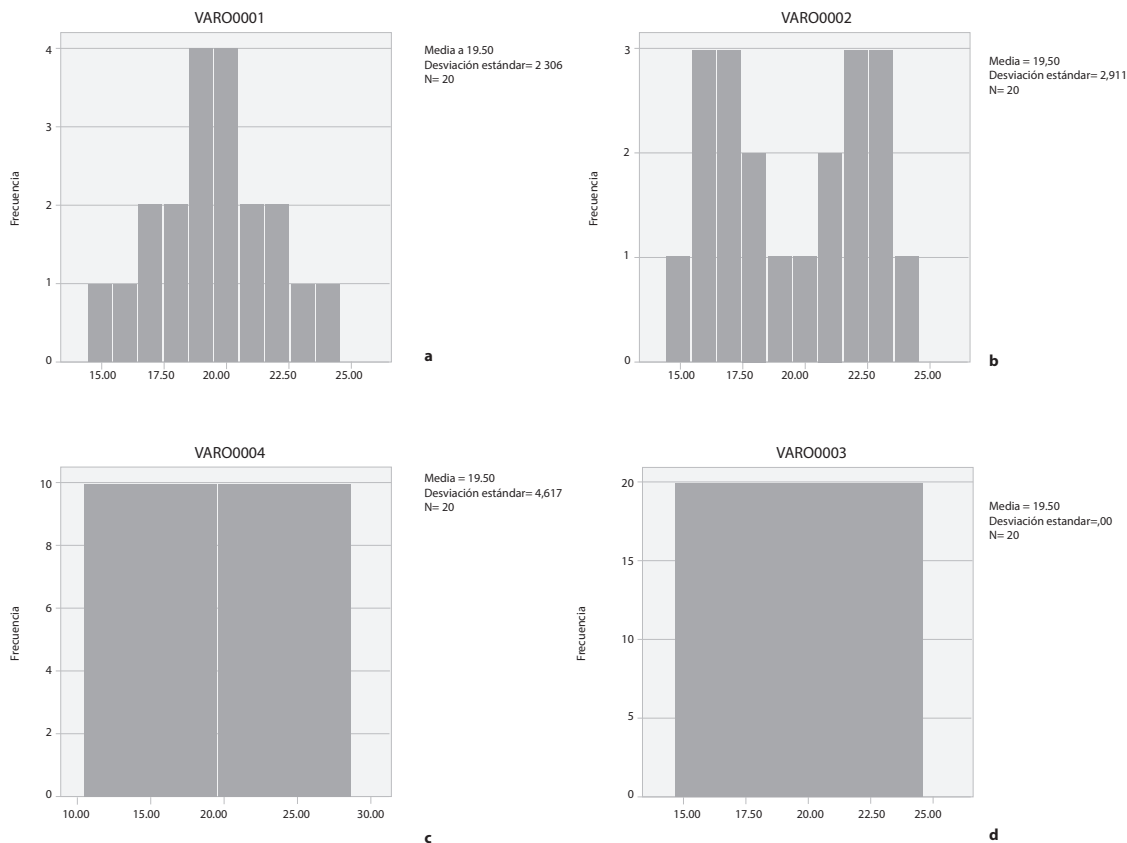 VARO0001
4
3
2
1
0
Frecuencia
15.00 17.50 20.00 22.50 25.00
Media a 19.50
Desviación estándar= 2 306
N= 20
a
VARO0002
3
2
1
0
Frecuencia
15.00 17.50 20.00 22.50 25.00
Media = 19,50
Desviación estándar= 2,911
N= 20
b
VARO0004
10
8
6
4
2
0
Frecuencia
10.00 15.00 20.00 25.00 30.00
Media = 19.50
Desviación estándar= 4,617
N= 20
c
VARO0003
20
15
10
5
0
Frecuencia
15.00 17.50 20.00 22.50 25.00
Media = 19.50
Desviación estandar=,00
N= 20
d